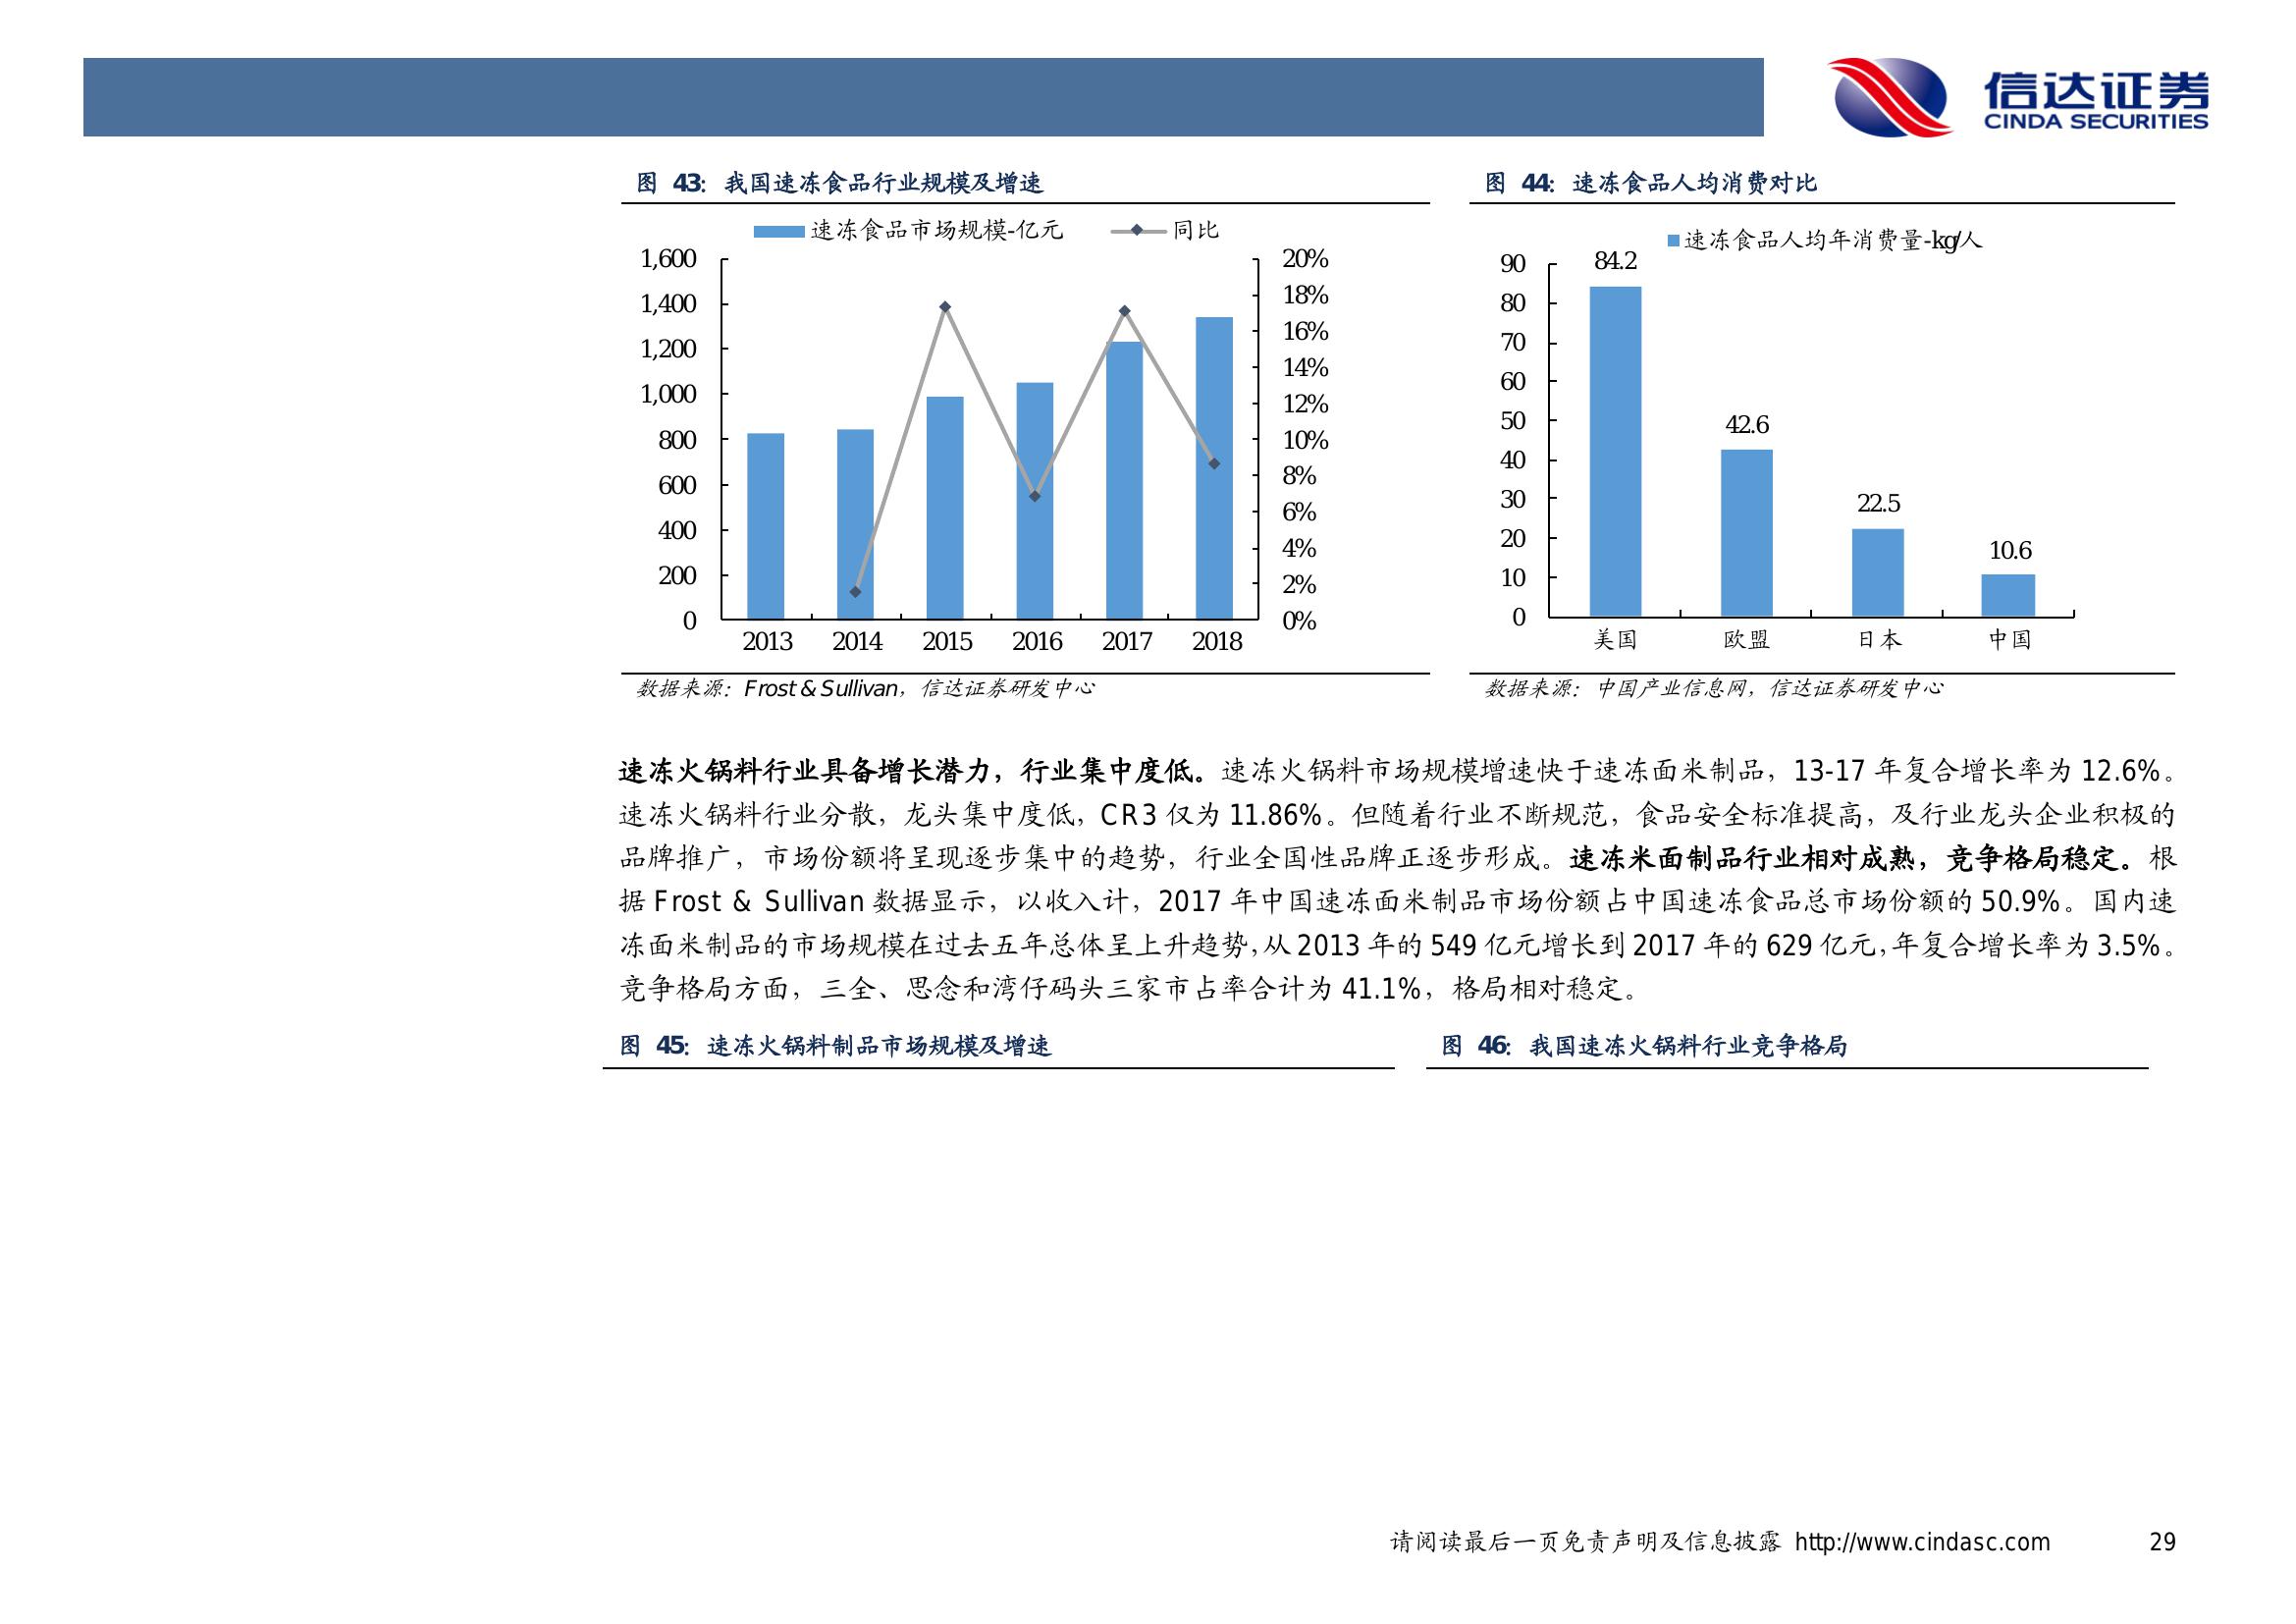 信达证券
CINDA SECURITIES
图 43：我国速冻食品行业规模及增速
速冻食品市场规模-亿元 同比
1,600
1,400
1,200
1,000
800
600
400
200
0
20%
18%
16%
14%
12%
10%
8%
6%
4%
2%
0%
2013 2014 2015 2016 2017 2018
数据来源：Frost & Sullivan，信达证券研发中心
图 44：速冻食品人均消费对比
速冻食品人均年消费量-kg/人
90
80
70
60
50
40
30
20
10
0
84.2
42.6
22.5
10.6
美国 欧盟 日本 中国
数据来源：中国产业信息网，信达证券研发中心
速冻火锅料行业具备增长潜力，行业集中度低。速冻火锅料市场规模增速快于速冻面米制品，13-17 年复合增长率为 12.6%。
速冻火锅料行业分散，龙头集中度低，CR3 仅为 11.86%。但随着行业不断规范，食品安全标准提高，及行业龙头企业积极的
品牌推广，市场份额将呈现逐步集中的趋势，行业全国性品牌正逐步形成。速冻米面制品行业相对成熟，竞争格局稳定。根
据 Frost & Sullivan 数据显示，以收入计，2017 年中国速冻面米制品市场份额占中国速冻食品总市场份额的 50.9%。国内速
冻面米制品的市场规模在过去五年总体呈上升趋势，从 2013 年的 549 亿元增长到 2017 年的 629 亿元，年复合增长率为 3.5%。
竞争格局方面，三全、思念和湾仔码头三家市占率合计为 41.1%，格局相对稳定。
图 45：速冻火锅料制品市场规模及增速
图 46：我国速冻火锅料行业竞争格局
请阅读最后一页免责声明及信息披露 http://www.cindasc.com 29